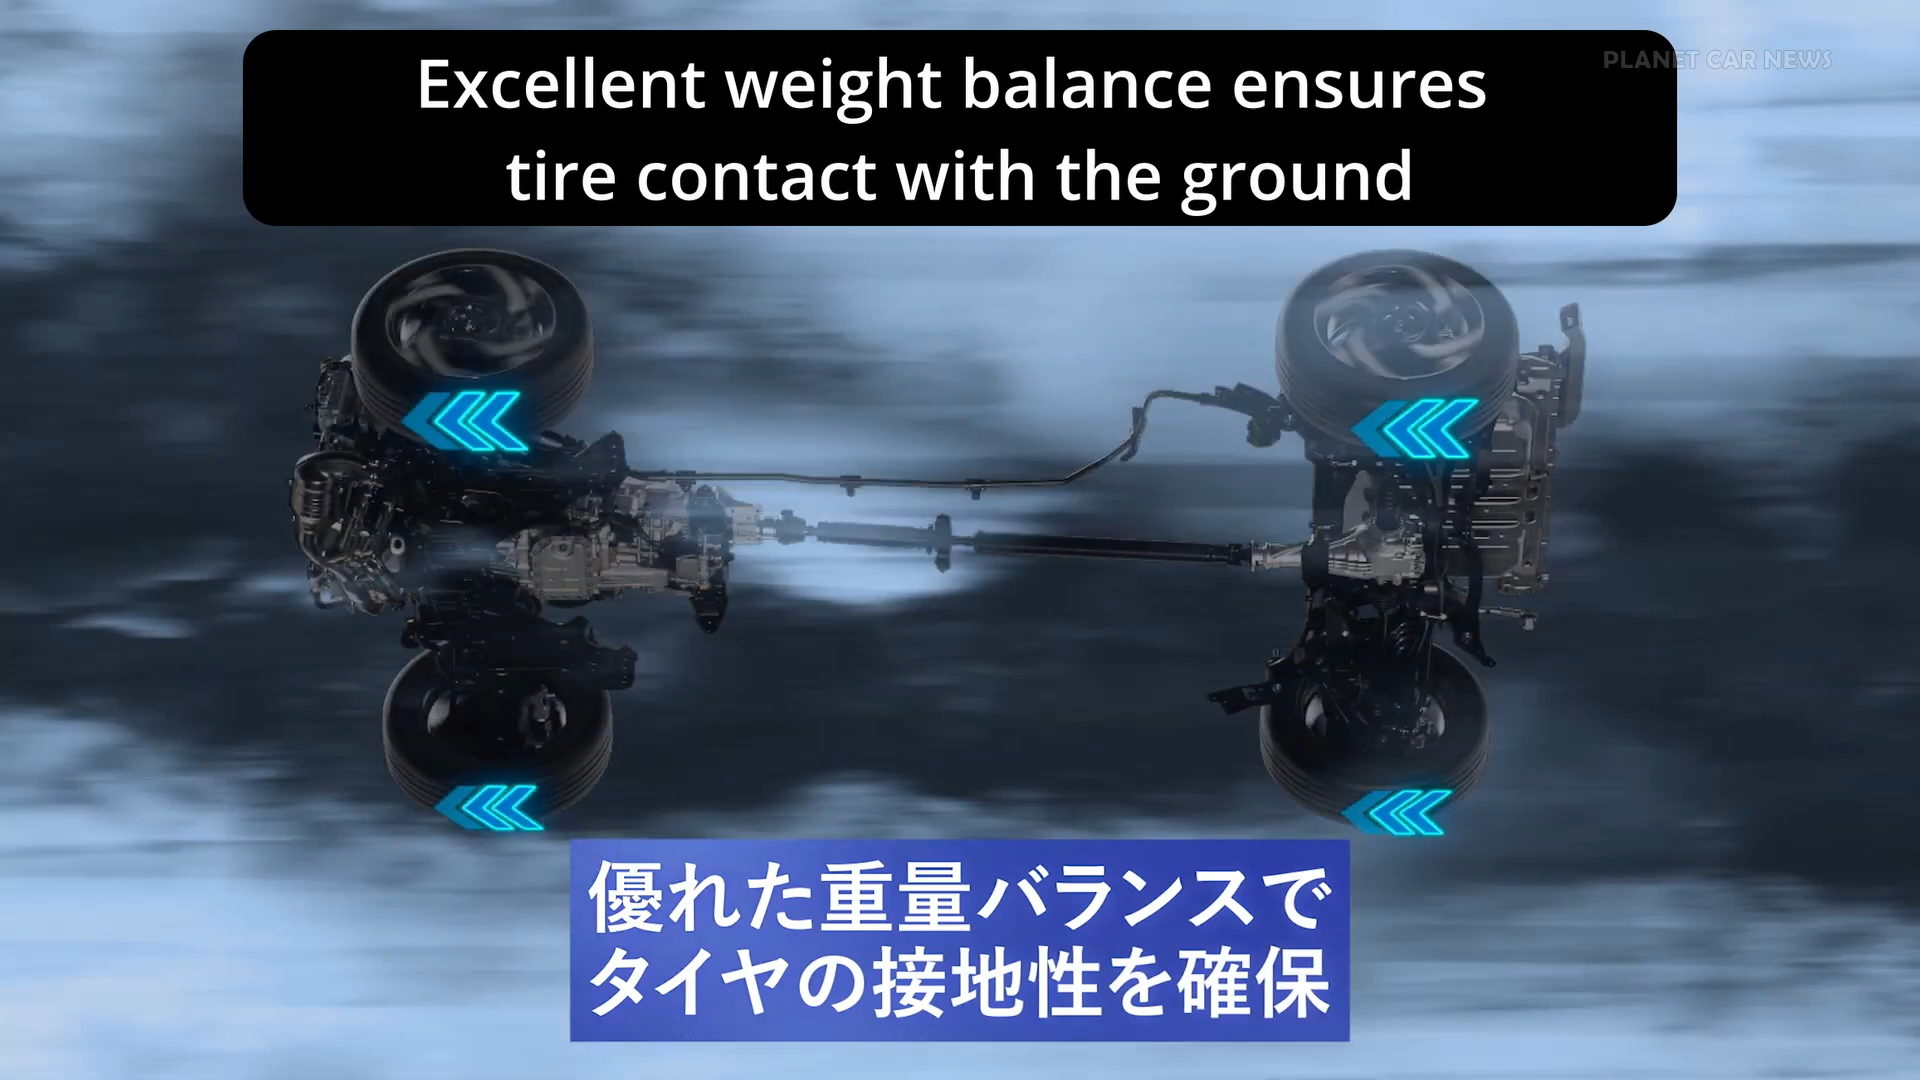 Excellent weight balance ensures
tire contact with the ground
PLANET CAR NEWS
優れた重量バランスで
タイヤの接地性を確保